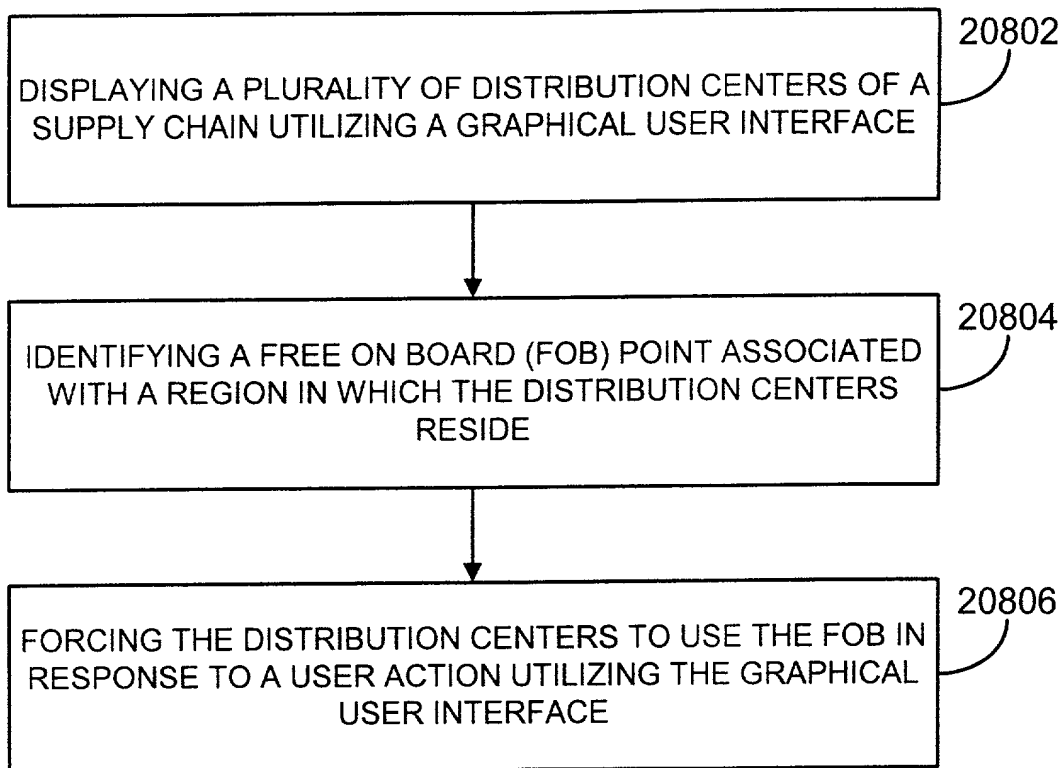 20802
DISPLAYING A PLURALITY OF DISTRIBUTION CENTERS OF A
SUPPLY CHAIN UTILIZING A GRAPHICAL USER INTERFACE
20804
IDENTIFYING A FREE ON BOARD (FOB) POINT ASSOCIATED
WITH A REGION IN WHICH THE DISTRIBUTION CENTERS
RESIDE
20806
FORCING THE DISTRIBUTION CENTERS TO USE THE FOB IN
RESPONSE TO A USER ACTION UTILIZING THE GRAPHICAL
USER INTERFACE